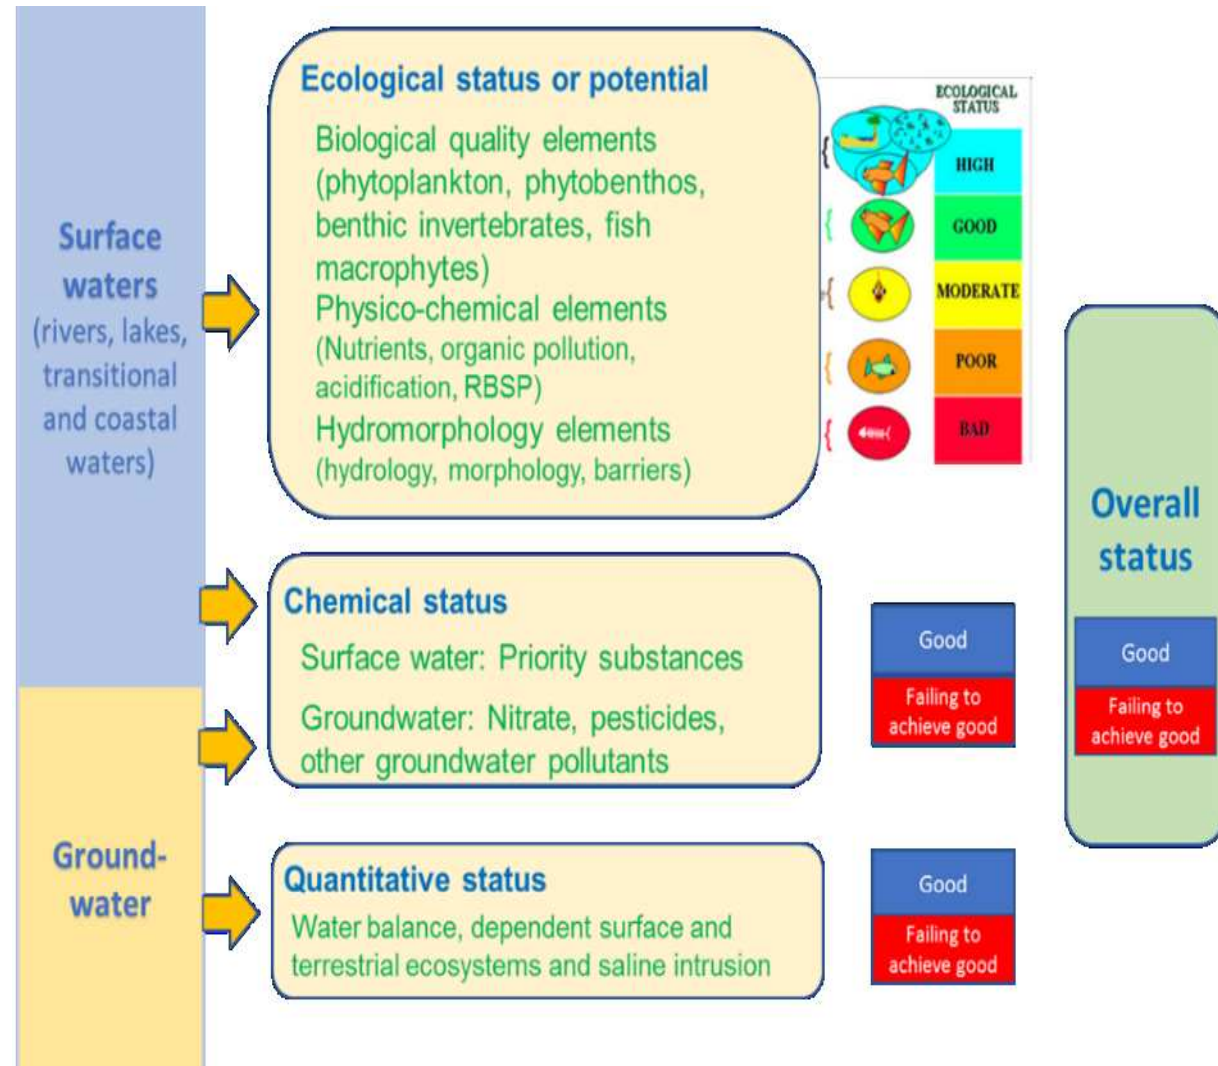 Surface
waters
(rivers, lakes,
transitional
and coastal
waters)
Ground-
water
Ecological status or potential
Biological quality elements
(phytoplankton, phytobenthos,
benthic invertebrates, fish
macrophytes)
Physico-chemical elements
(Nutrients, organic pollution,
acidification, RBSP)
Hydromorphology elements
(hydrology, morphology, barriers)
ECOLOGICAL
STATUS
HIGH
GOOD
MODERATE
POOR
BAD
Chemical status
Surface water: Priority substances
Groundwater: Nitrate, pesticides,
other groundwater pollutants
Good
Failing to
achieve good
Quantitative status
Water balance, dependent surface and
terrestrial ecosystems and saline intrusion
Good
Failing to
achieve good
Overall
status
Good
Failing to
achieve good